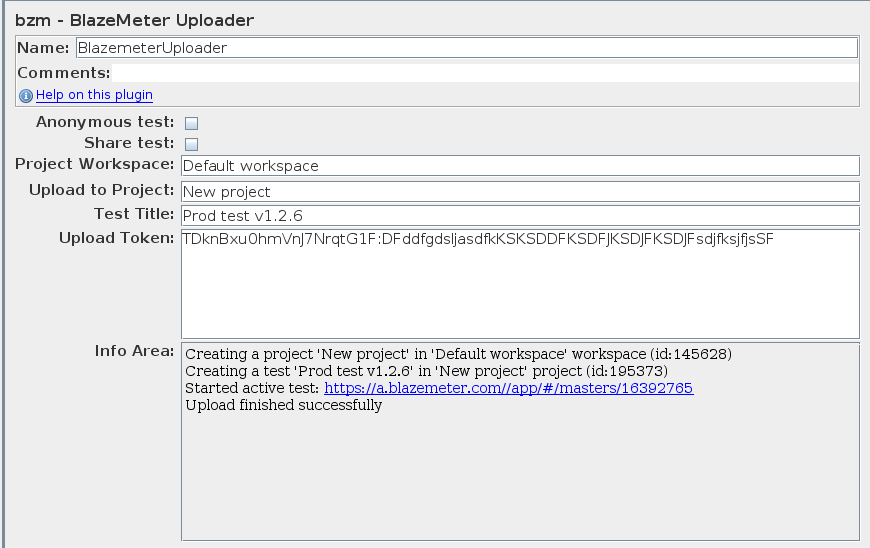 bzm - BlazeMeter Uploader
Name: BlazemeterUploader
Comments:
Help on this plugin
Anonymous test:
Share test:
Project Workspace: Default workspace
Upload to Project: New project
Test Title: Prod test v1.2.6
Upload Token: TDknBxu0hmVnJ7NrqtG1F:DFddfgdsljasdfkKSKSDDFKSDFJKSDJFKSDJFsdjfksjfjsSF
Info Area: Creating a project 'New project' in 'Default workspace' workspace (id:145628)
Creating a test 'Prod test v1.2.6' in 'New project' project (id:195373)
Started active test: https://a.blazemeter.com//app/#/masters/16392765
Upload finished successfully